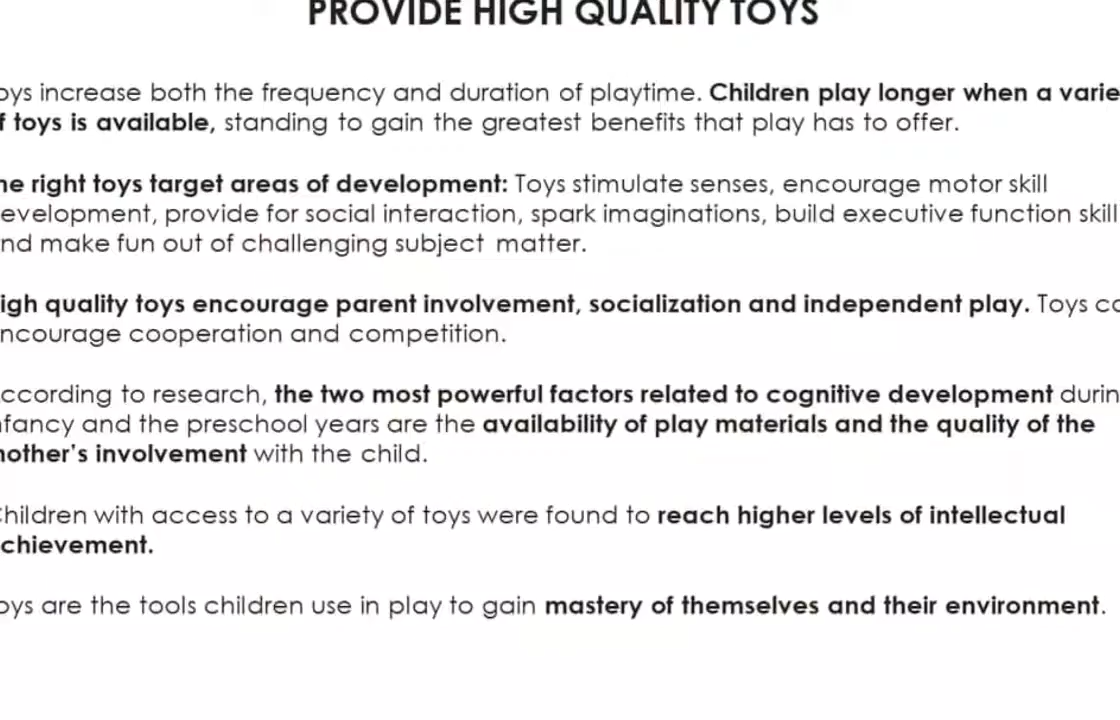 PROVIDE HIGH QUALITY TOYS
oys increase both the frequency and duration of playtime. Children play longer when a varie
f toys is available, standing to gain the greatest benefits that play has to offer.
he right toys target areas of development: Toys stimulate senses, encourage motor skill
evelopment, provide for social interaction, spark imaginations, build executive function skill
nd make fun out of challenging subject matter.
igh quality toys encourage parent involvement, socialization and independent play. Toys ca
ncourage cooperation and competition.
ccording to research, the two most powerful factors related to cognitive development durin
nfancy and the preschool years are the availability of play materials and the quality of the
mother's involvement with the child.
Children with access to a variety of toys were found to reach higher levels of intellectual
chievement.
oys are the tools children use in play to gain mastery of themselves and their environment.